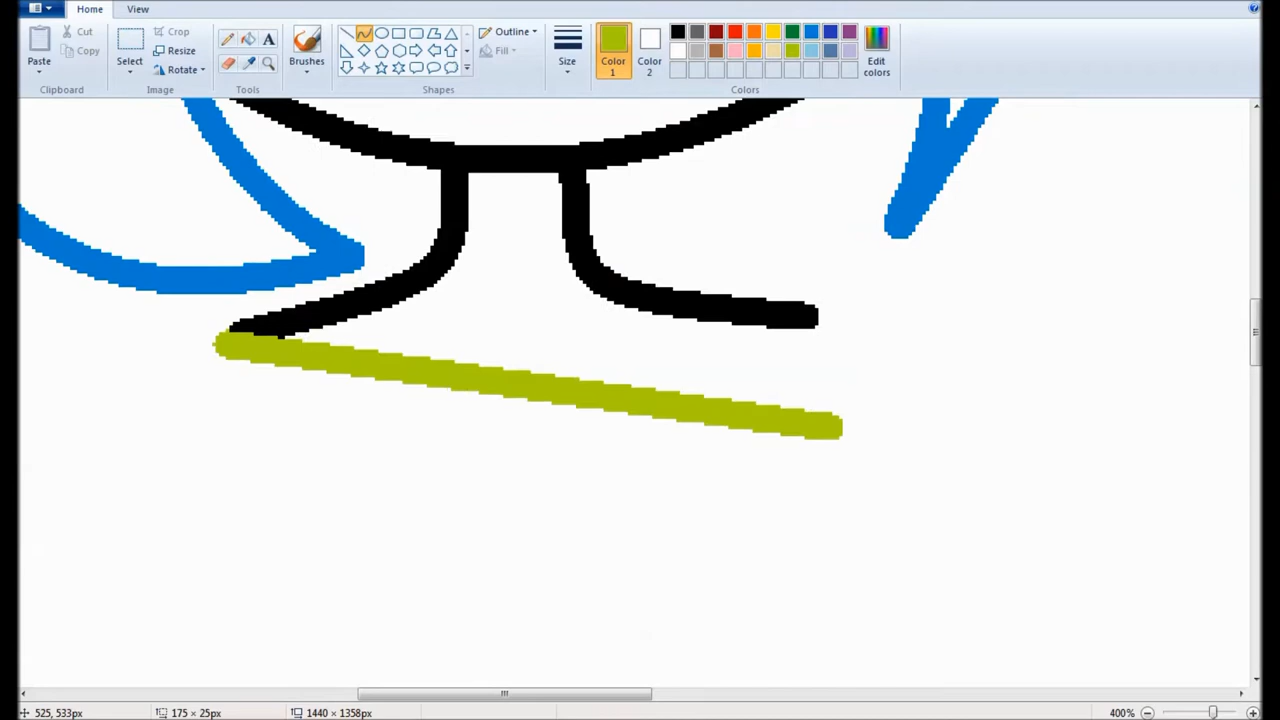 Home View
Paste
Cut
Copy
Clipboard
Select
Crop
Resize
Rotate
Image
A
Tools
Brushes
Outline
Fill
Shapes
Size
Color 1
Color 2
Edit colors
Colors
525, 533px 175 × 25px 1440 × 1358px 400%